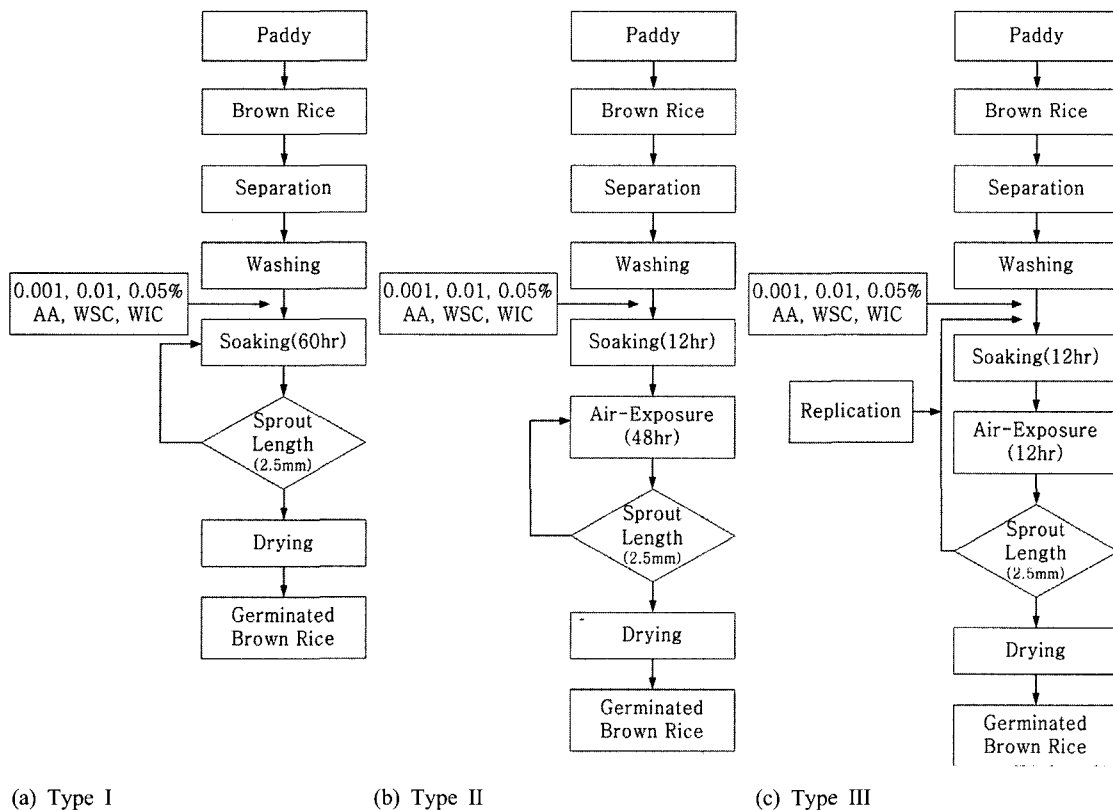 Paddy
Brown Rice
Separation
Washing
0.001, 0.01, 0.05%
AA, WSC, WIC
Soaking(60hr)
Sprout
Length
(2.5mm)
Drying
Germinated
Brown Rice
(a) Type I
Paddy
Brown Rice
Separation
Washing
0.001, 0.01, 0.05%
AA, WSC, WIC
Soaking(12hr)
Air-Exposure
(48hr)
Sprout
Length
(2.5mm)
Drying
Germinated
Brown Rice
(b) Type II
Paddy
Brown Rice
Separation
Washing
0.001, 0.01, 0.05%
AA, WSC, WIC
Soaking(12hr)
Replication
Air-Exposure
(12hr)
Sprout
Length
(2.5mm)
Drying
Germinated
Brown Rice
(c) Type III